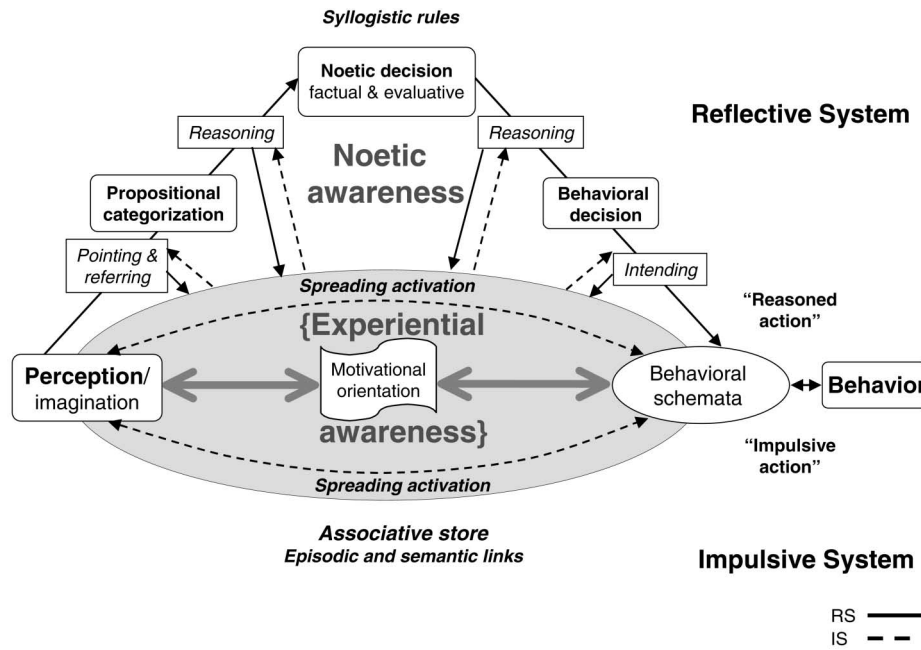 Syllogistic rules
Noetic decision
factual & evaluative
Reflective System
Reasoning
Reasoning
Noetic
awareness
Propositional
categorization
Behavioral
decision
Pointing &
referring
Intending
Spreading activation
"Reasoned
action"
{Experiential
Perception/
imagination
Motivational
orientation
Behavioral
schemata
Behavior
awareness}
"Impulsive
action"
Spreading activation
Associative store
Episodic and semantic links
Impulsive System
RS
IS